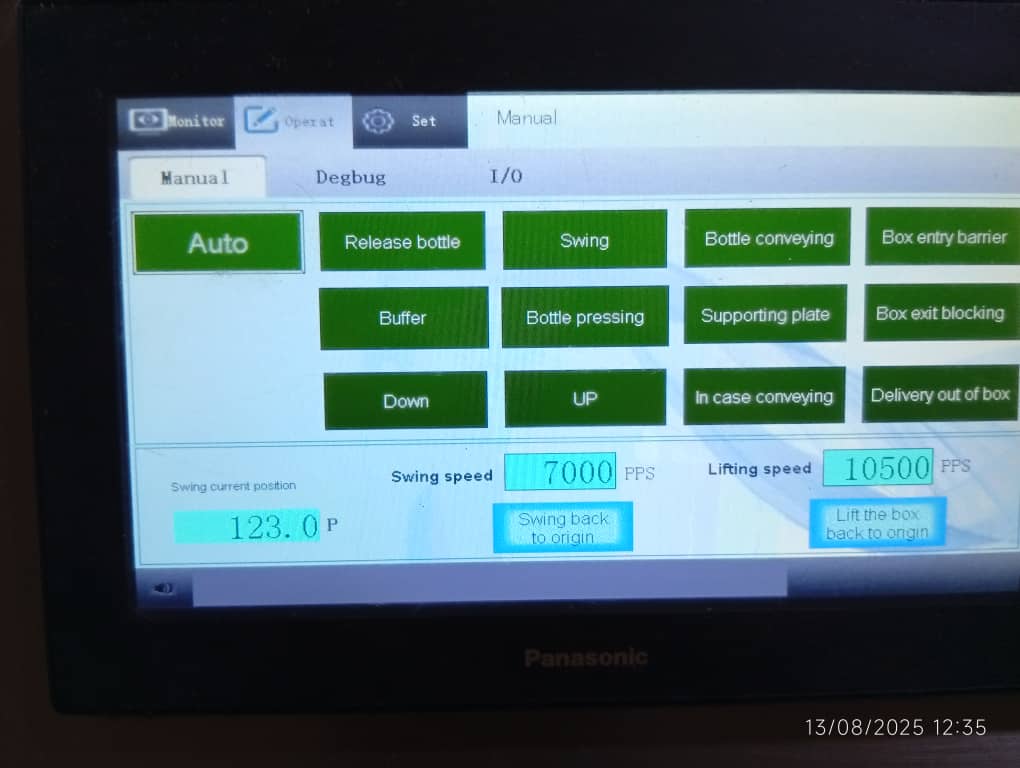 Monitor
Operat
Set
Manual
Manual
Degbug
I/O
Auto
Release bottle
Swing
Bottle conveying
Box entry barrier
Buffer
Bottle pressing
Supporting plate
Box exit blocking
Down
UP
In case conveying
Delivery out of box
Swing current position
123.0 P
Swing speed
7000 PPS
Lifting speed
10500 PPS
Swing back
to origin
Lift the box
back to origin
Panasonic
13/08/2025 12:35